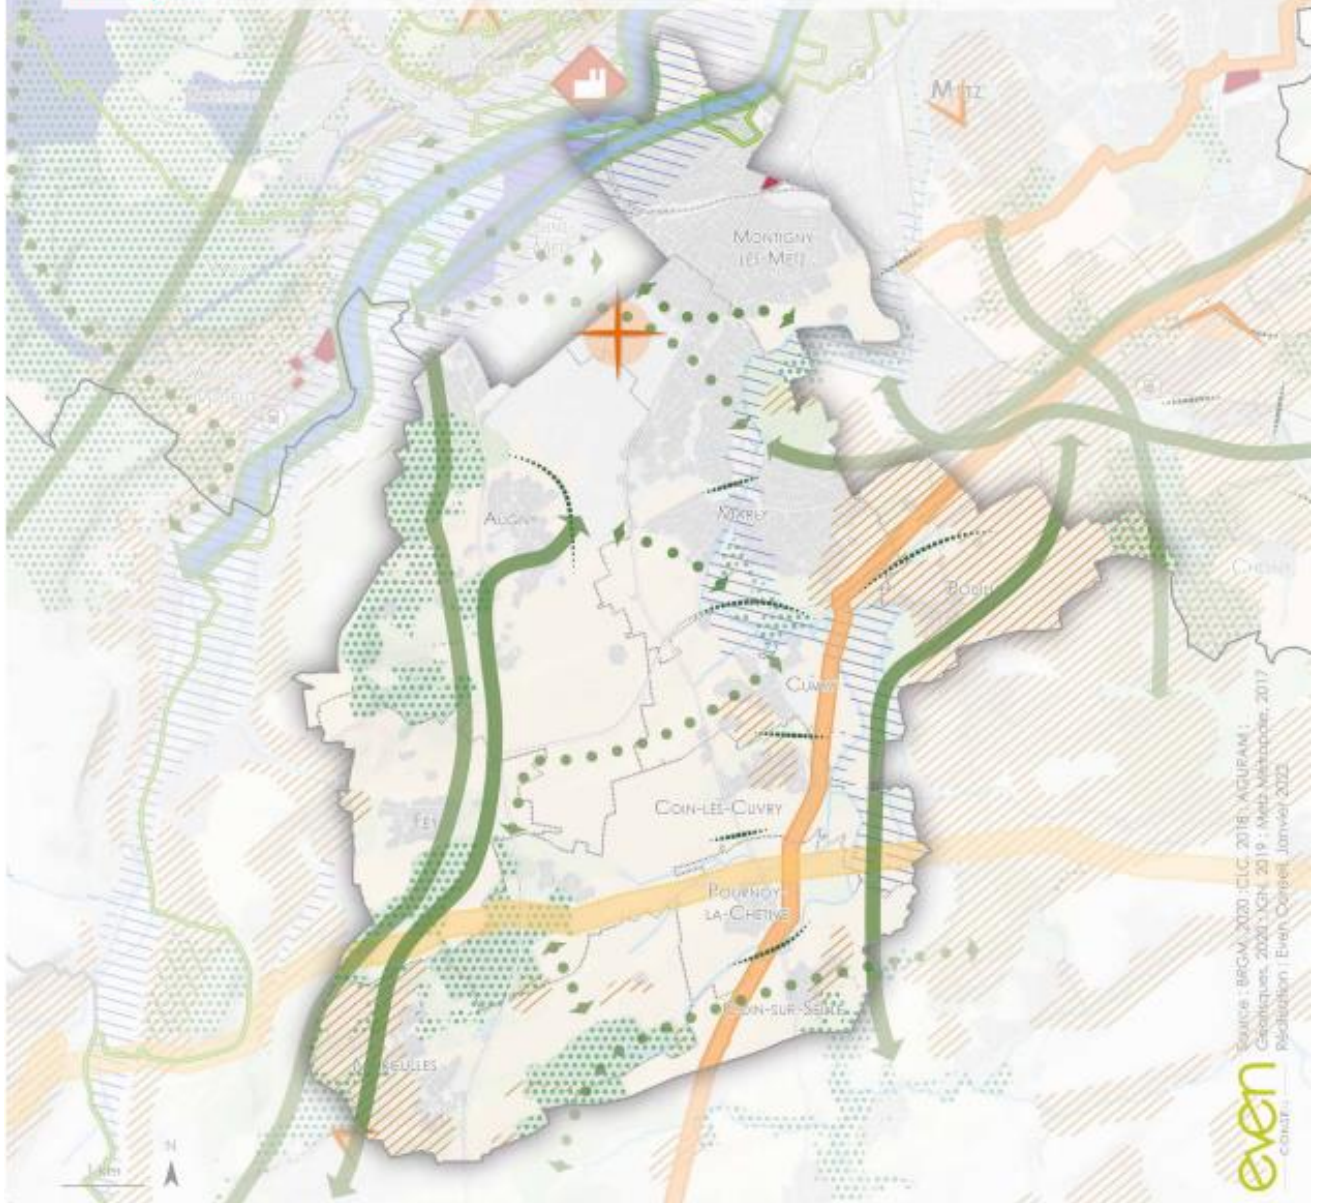 METZ
MONTIGNY
LÈS-METZ
AUGNY
MARLY
CUVRY
FEY
COIN-LÈS-CUVRY
POURNOY-
LA-CHÉTIVE
COIN-SUR-SEILLE
MARIEULLES
1 km
N
Source : BRGM, 2020 ; CLC, 2018 ; AGURAM ;
Géorisques, 2020 ; IGN, 2019 ; Metz Métropole, 2017
Réalisation : Even Conseil, Janvier 2022
even
CONSEIL